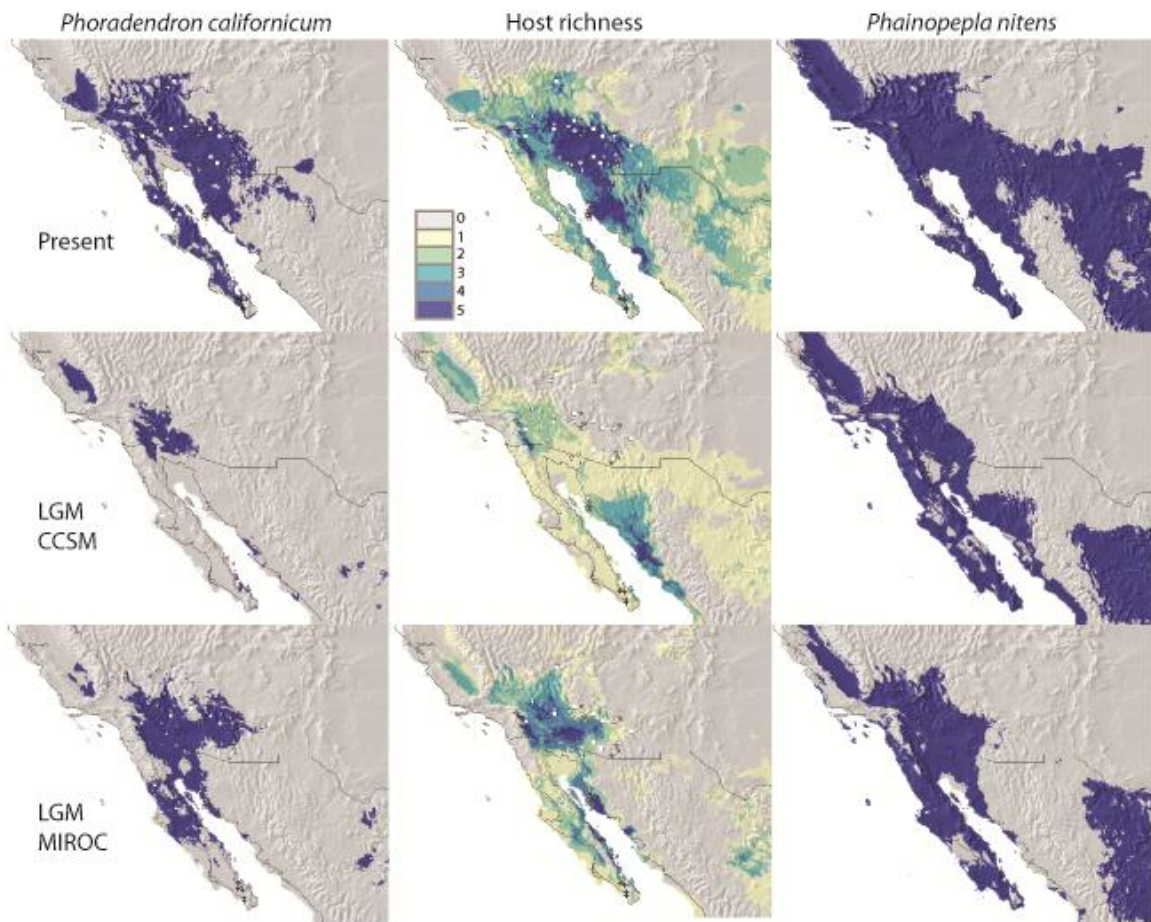 Phoradendron californicum
Host richness
Phainopepla nitens
Present
0
1
2
3
4
5
LGM
CCSM
LGM
MIROC